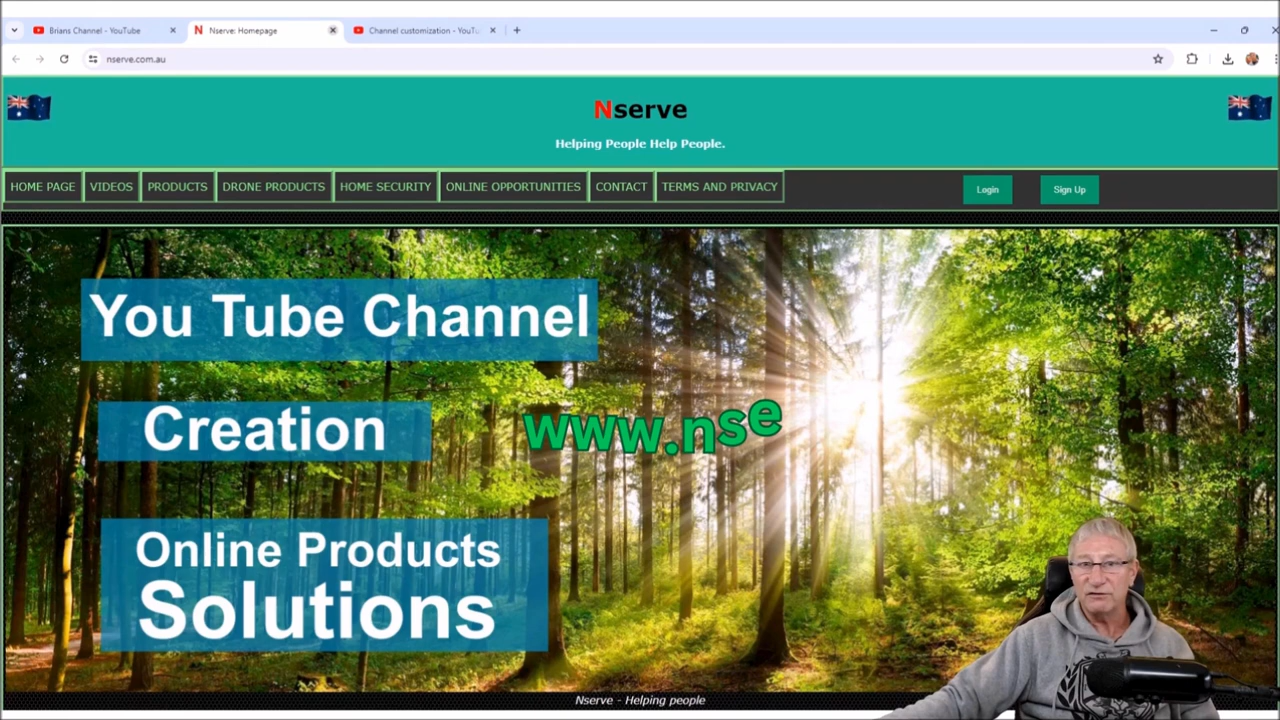 Brians Channel - YouTube
Nserve: Homepage
Channel customization - YouTu
nserve.com.au
Nserve
Helping People Help People.
HOME PAGE
VIDEOS
PRODUCTS
DRONE PRODUCTS
HOME SECURITY
ONLINE OPPORTUNITIES
CONTACT
TERMS AND PRIVACY
Login
Sign Up
You Tube Channel
Creation
www.nse
Online Products
Solutions
Nserve - Helping people